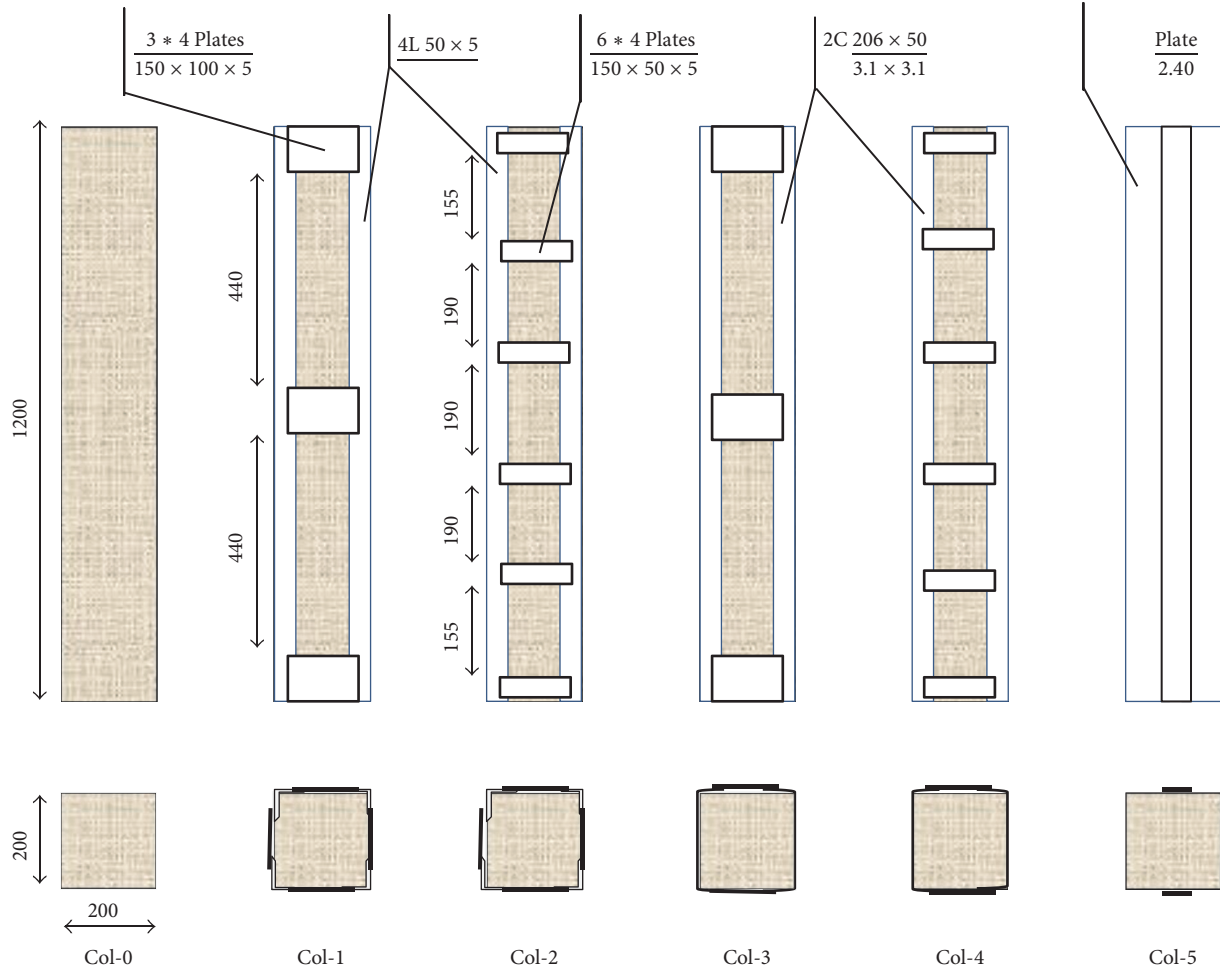 3 * 4 Plates
150 × 100 × 5
4L 50 × 5
6 * 4 Plates
150 × 50 × 5
2C 206 × 50
3.1 × 3.1
Plate
2.40
1200
440
440
155
190
190
190
155
200
200
Col-0
Col-1
Col-2
Col-3
Col-4
Col-5